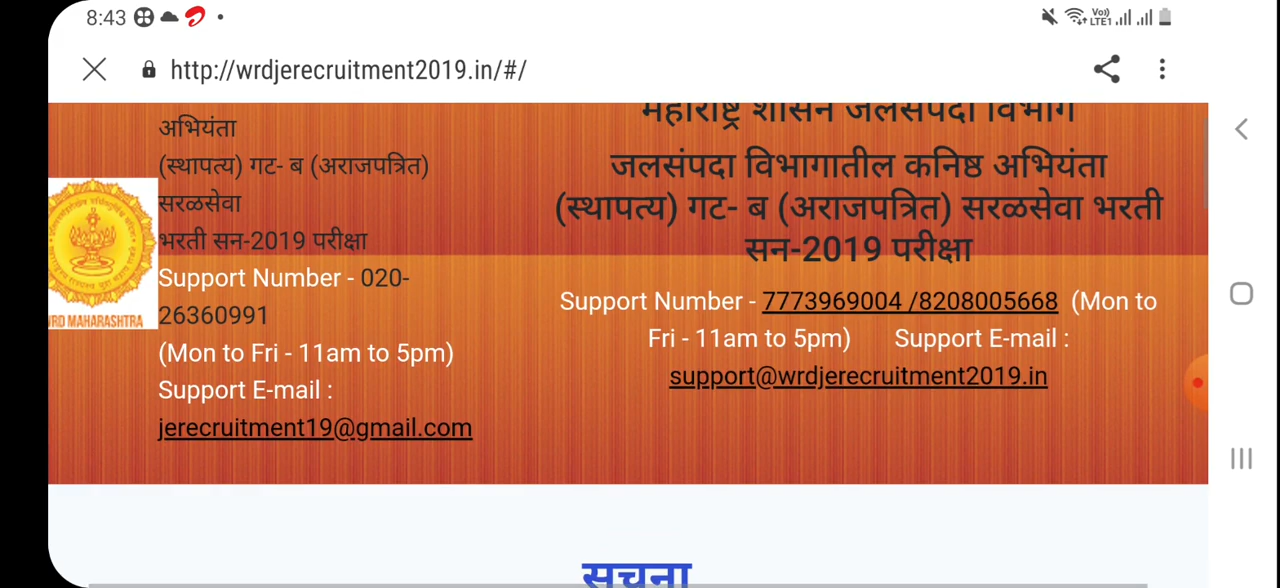 8:43
LTE1
http://wrdjerecruitment2019.in/#/
अभियंता
(स्थापत्य) गट- ब (अराजपत्रित)
सरळसेवा
भरती सन-2019 परीक्षा
Support Number - 020-
26360991
(Mon to Fri - 11am to 5pm)
Support E-mail :
jerecruitment19@gmail.com
WRD MAHARASHTRA
महाराष्ट्र शासन जलसंपदा विभाग
जलसंपदा विभागातील कनिष्ठ अभियंता
(स्थापत्य) गट- ब (अराजपत्रित) सरळसेवा भरती
सन-2019 परीक्षा
Support Number - 7773969004 /8208005668 (Mon to
Fri - 11am to 5pm) Support E-mail :
support@wrdjerecruitment2019.in
सूचना